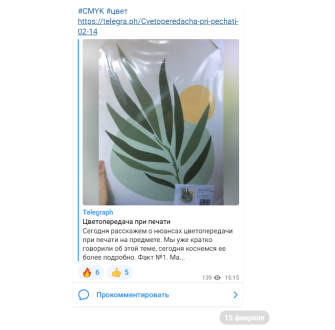 #CMYK #цвет
https://telegra.ph/Cvetoperedacha-pri-pechati-
02-14
Telegraph
Цветопередача при печати
Сегодня расскажем о нюансах цветопередачи
при печати на предмете. Мы уже кратко
говорили об этой теме, сегодня коснемся ее
более подробно. Факт №1. Ма...
6 5
139 15:15
Прокомментировать
15 февраля